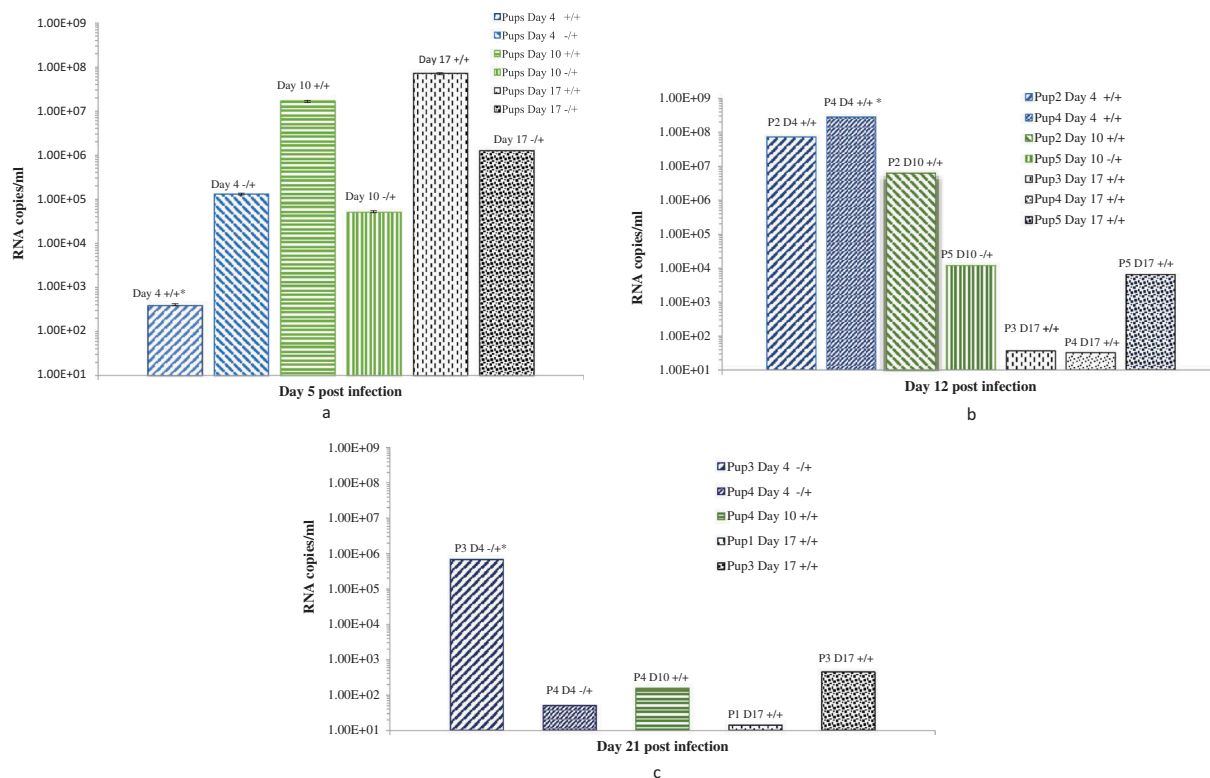 1.00E+09
1.00E+08
1.00E+07
1.00E+06
1.00E+05
1.00E+04
1.00E+03
1.00E+02
1.00E+01
RNA copies/ml
Day 4 +/+*
Day 4 -/+
Day 10 +/+
Day 10 -/+
Day 17 +/+
Day 17 -/+
Pups Day 4 +/+
Pups Day 4 -/+
Pups Day 10 +/+
Pups Day 10 -/+
Pups Day 17 +/+
Pups Day 17 -/+
Day 5 post infection
a
1.00E+09
1.00E+08
1.00E+07
1.00E+06
1.00E+05
1.00E+04
1.00E+03
1.00E+02
1.00E+01
RNA copies/ml
P2 D4 +/+
P4 D4 +/+ *
P2 D10 +/+
P5 D10 -/+
P3 D17 +/+
P4 D17 +/+
P5 D17 +/+
Pup2 Day 4 +/+
Pup4 Day 4 +/+
Pup2 Day 10 +/+
Pup5 Day 10 -/+
Pup3 Day 17 +/+
Pup4 Day 17 +/+
Pup5 Day 17 +/+
Day 12 post infection
b
1.00E+09
1.00E+08
1.00E+07
1.00E+06
1.00E+05
1.00E+04
1.00E+03
1.00E+02
1.00E+01
RNA copies/ml
P3 D4 -/+*
P4 D4 -/+
P4 D10 +/+
P1 D17 +/+
P3 D17 +/+
Pup3 Day 4 -/+
Pup4 Day 4 -/+
Pup4 Day 10 +/+
Pup1 Day 17 +/+
Pup3 Day 17 +/+
Day 21 post infection
c